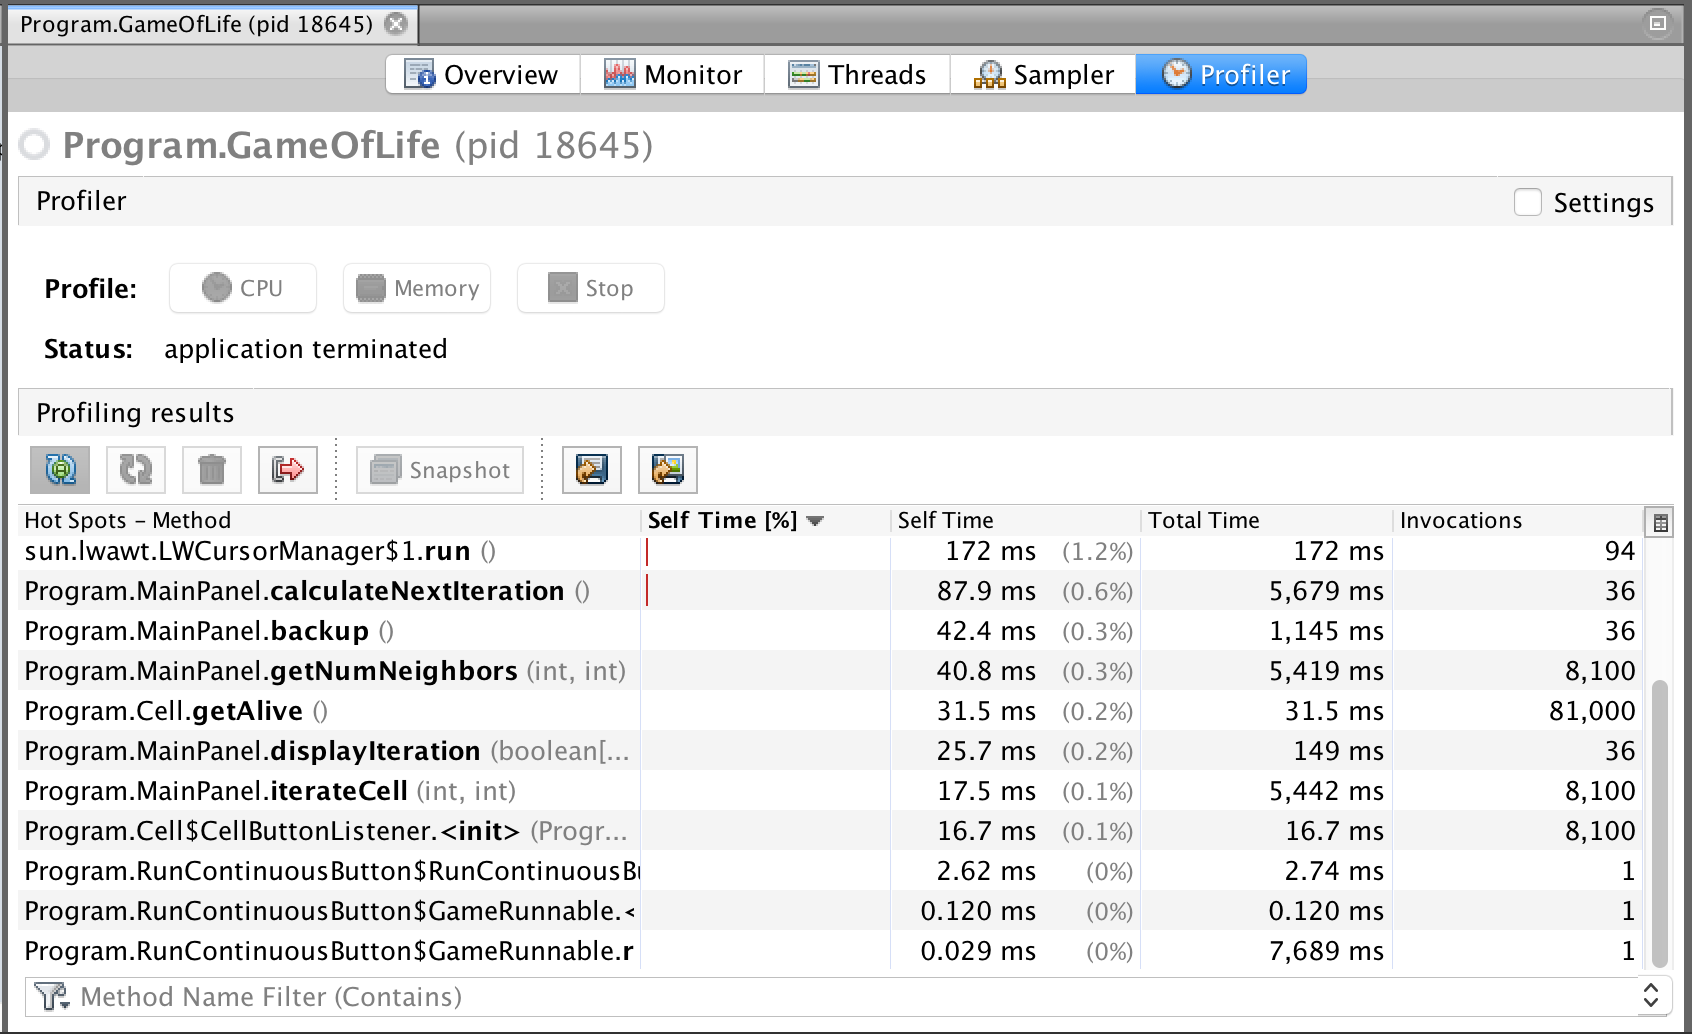 Program.GameOfLife (pid 18645)
Overview Monitor Threads Sampler Profiler
Program.GameOfLife (pid 18645)
Profiler Settings
Profile: CPU Memory Stop
Status: application terminated
Profiling results
Snapshot
Hot Spots – Method Self Time [%] Self Time Total Time Invocations
sun.lwawt.LWCursorManager$1.run () 172 ms (1.2%) 172 ms 94
Program.MainPanel.calculateNextIteration () 87.9 ms (0.6%) 5,679 ms 36
Program.MainPanel.backup () 42.4 ms (0.3%) 1,145 ms 36
Program.MainPanel.getNumNeighbors (int, int) 40.8 ms (0.3%) 5,419 ms 8,100
Program.Cell.getAlive () 31.5 ms (0.2%) 31.5 ms 81,000
Program.MainPanel.displayIteration (boolean[... 25.7 ms (0.2%) 149 ms 36
Program.MainPanel.iterateCell (int, int) 17.5 ms (0.1%) 5,442 ms 8,100
Program.Cell$CellButtonListener.<init> (Progr... 16.7 ms (0.1%) 16.7 ms 8,100
Program.RunContinuousButton$RunContinuousBu 2.62 ms (0%) 2.74 ms 1
Program.RunContinuousButton$GameRunnable.< 0.120 ms (0%) 0.120 ms 1
Program.RunContinuousButton$GameRunnable.r 0.029 ms (0%) 7,689 ms 1
Method Name Filter (Contains)